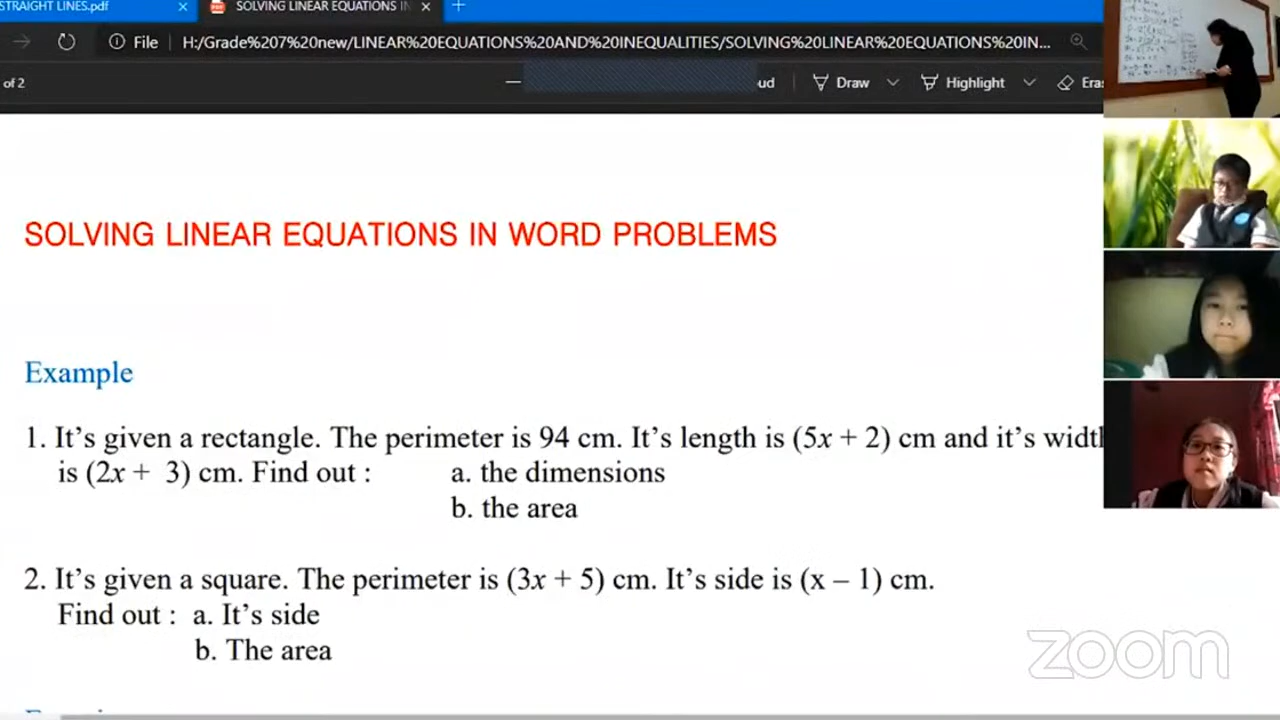 STRAIGHT LINES.pdf
SOLVING LINEAR EQUATIONS IN
File
H:/Grade%207%20new/LINEAR%20EQUATIONS%20AND%20INEQUALITIES/SOLVING%20LINEAR%20EQUATIONS%20IN...
of 2
ud
Draw
Highlight
Eras
SOLVING LINEAR EQUATIONS IN WORD PROBLEMS
Example
1. It's given a rectangle. The perimeter is 94 cm. It's length is (5x + 2) cm and it's widt
is (2x + 3) cm. Find out : a. the dimensions
b. the area
2. It's given a square. The perimeter is (3x + 5) cm. It's side is (x – 1) cm.
Find out : a. It's side
b. The area
zoom